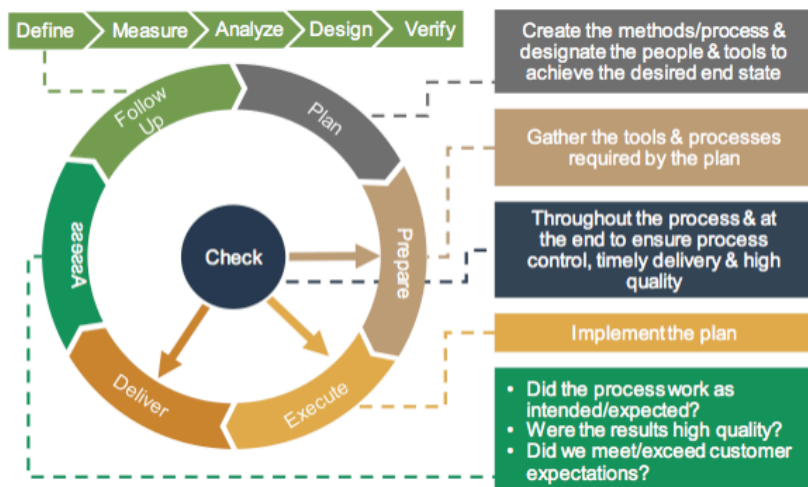 Define
Measure
Analyze
Design
Verify
Follow
Up
Plan
Prepare
Execute
Deliver
Assess
Check
Create the methods/process &
designate the people & tools to
achieve the desired end state
Gather the tools & processes
required by the plan
Throughout the process & at
the end to ensure process
control, timely delivery & high
quality
Implement the plan
• Did the process work as
intended/expected?
• Were the results high quality?
• Did we meet/exceed customer
expectations?